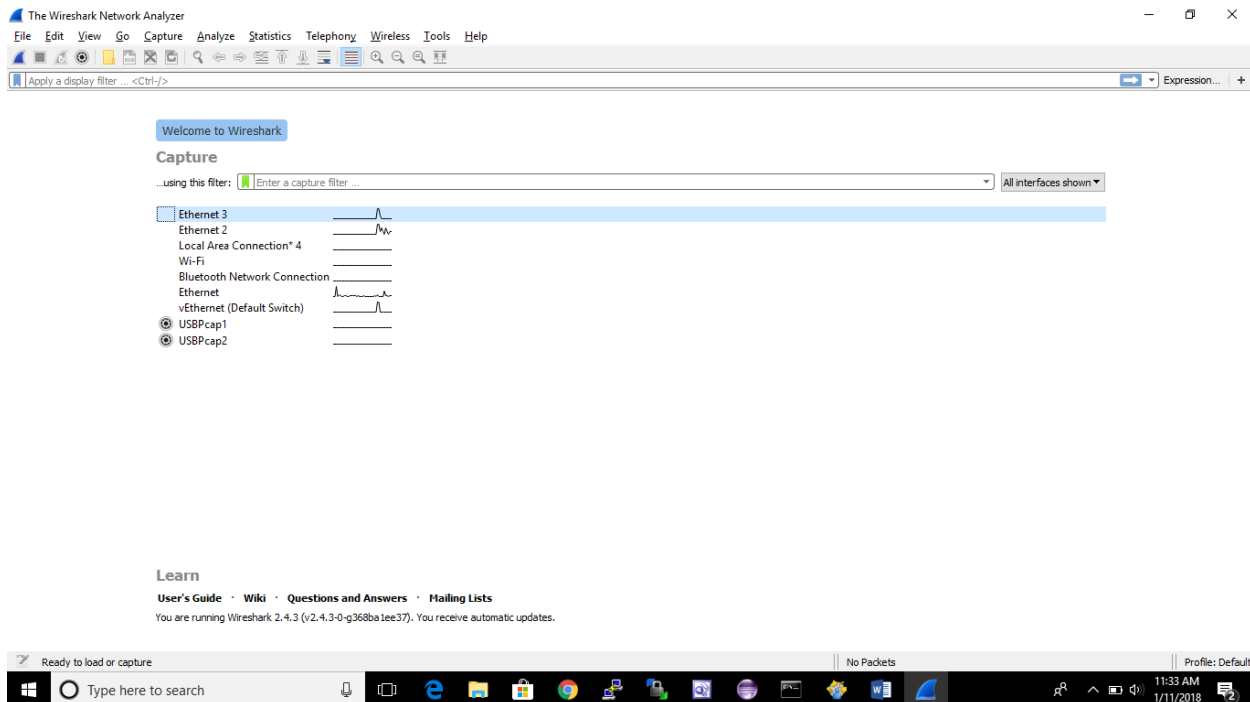 The Wireshark Network Analyzer
File Edit View Go Capture Analyze Statistics Telephony Wireless Tools Help
Apply a display filter ... <Ctrl-/> Expression... +
Welcome to Wireshark
Capture
...using this filter: Enter a capture filter ... All interfaces shown
Ethernet 3
Ethernet 2
Local Area Connection* 4
Wi-Fi
Bluetooth Network Connection
Ethernet
vEthernet (Default Switch)
USBPcap1
USBPcap2
Learn
User's Guide · Wiki · Questions and Answers · Mailing Lists
You are running Wireshark 2.4.3 (v2.4.3-0-g368ba1ee37). You receive automatic updates.
Ready to load or capture No Packets Profile: Default
Type here to search 11:33 AM
1/11/2018 2